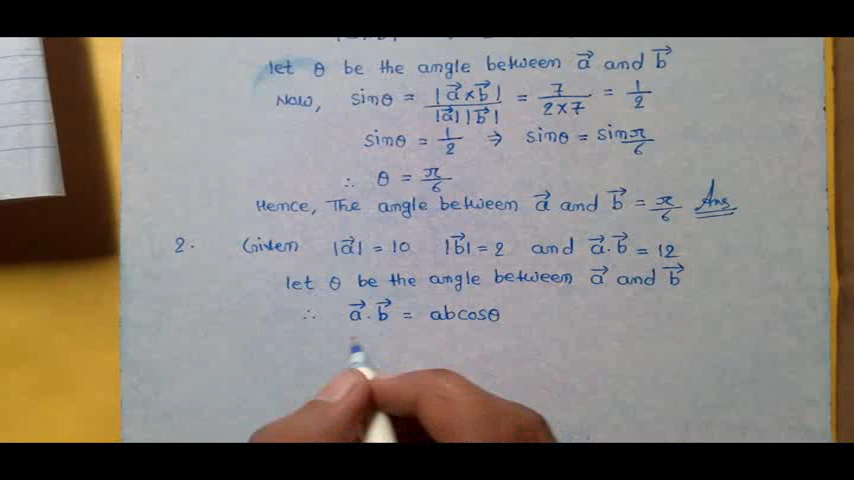 let θ be the angle between a⃗ and b⃗
Now, sinθ = |a⃗ x b⃗| / |a⃗| |b⃗| = 7 / 2 x 7 = 1/2
sinθ = 1/2 ⇒ sinθ = sin π/6
∴ θ = π/6
Hence, The angle between a⃗ and b⃗ = π/6 Ans
2. Given |a⃗| = 10 |b⃗| = 2 and a⃗ . b⃗ = 12
let θ be the angle between a⃗ and b⃗
∴ a⃗ . b⃗ = abcosθ